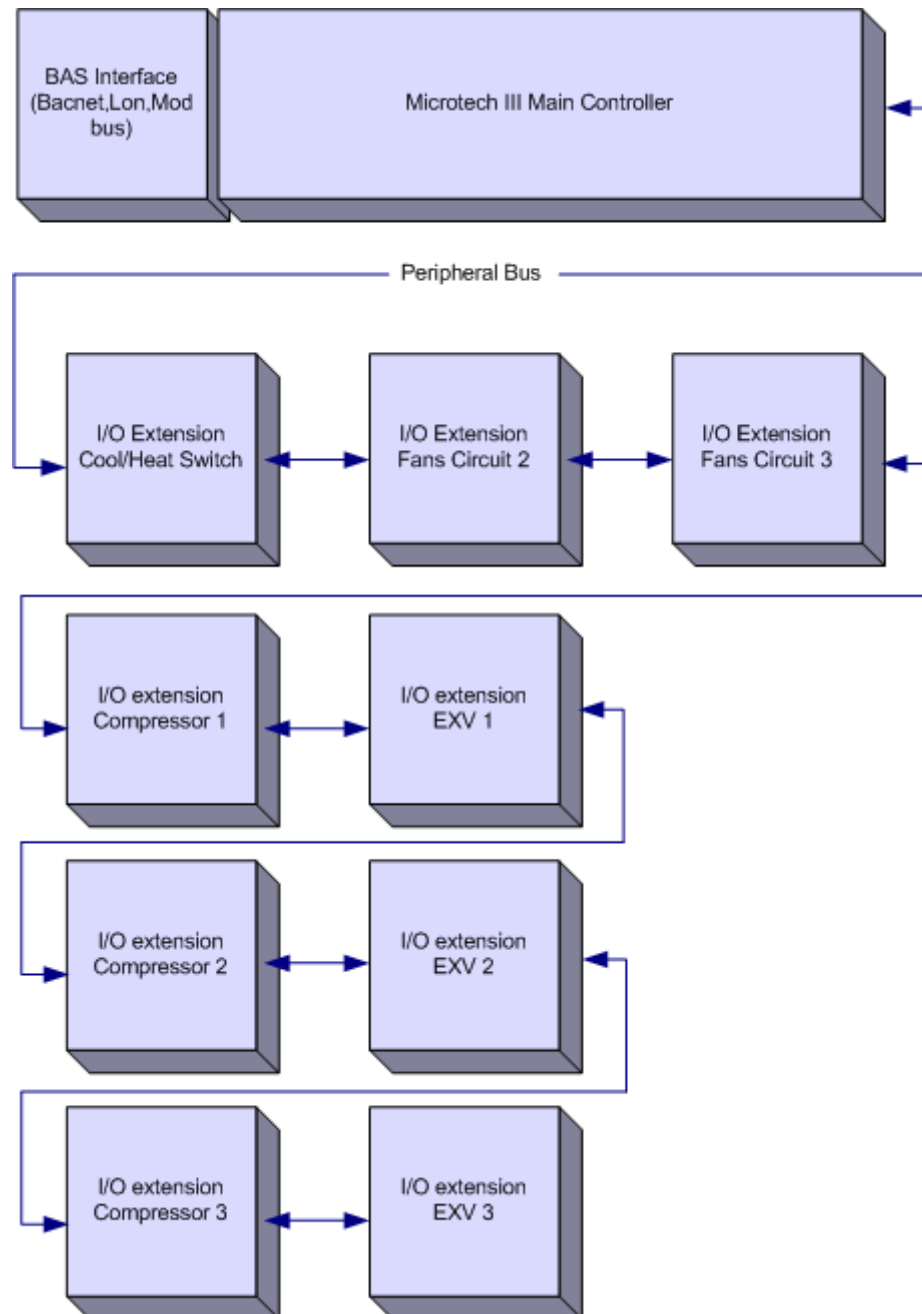 BAS Interface
(Bacnet,Lon,Mod
bus)
Microtech III Main Controller
Peripheral Bus
I/O Extension
Cool/Heat Switch
I/O Extension
Fans Circuit 2
I/O Extension
Fans Circuit 3
I/O extension
Compressor 1
I/O extension
EXV 1
I/O extension
Compressor 2
I/O extension
EXV 2
I/O extension
Compressor 3
I/O extension
EXV 3